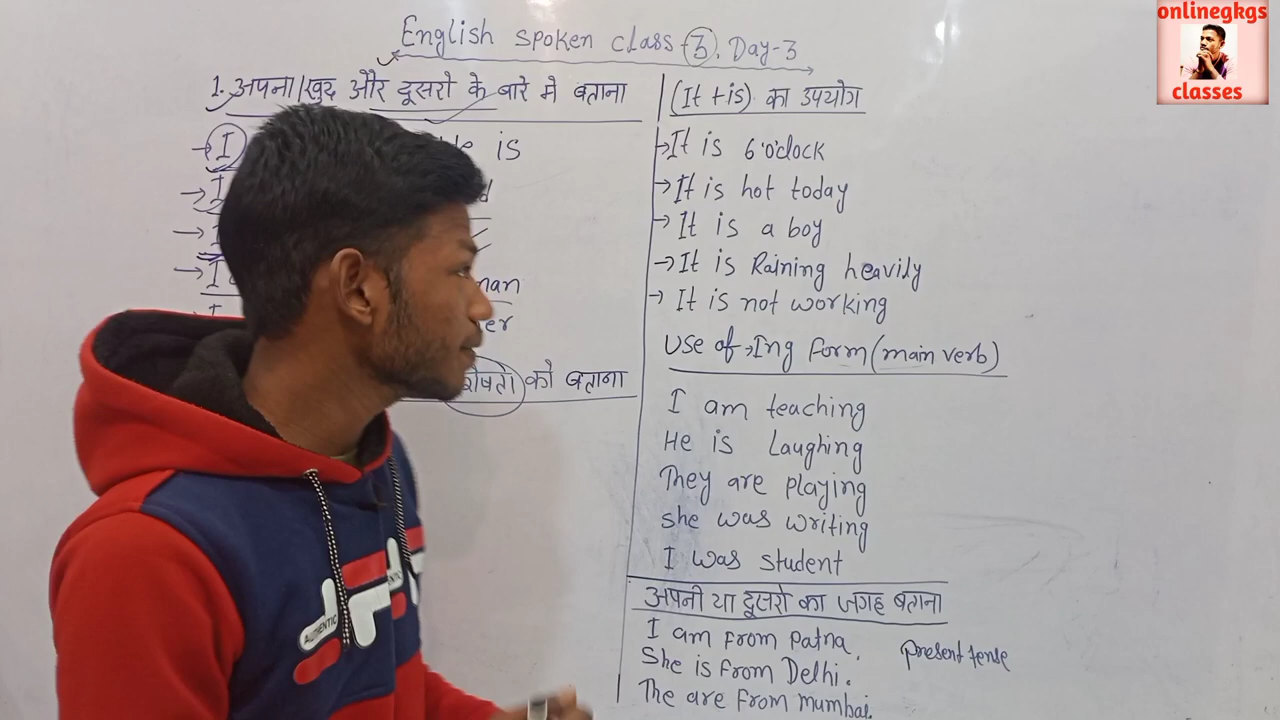 onlinegkgs
classes
English spoken class-3. Day-3
1. अपना/खुद और दूसरो के बारे मे बताना
→ I is
को बताना
(It + is) का उपयोग
→ It is 6'o'clock
→ It is hot today
→ It is a boy
→ It is Raining heavily
→ It is not working
Use of → Ing Form (main verb)
I am teaching
He is Laughing
They are playing
she was writing
I was student
अपनी या दूसरो का जगह बताना
I am From Patna.
She is From Delhi.
The are From Mumbai.
present tense
AUTHENTIC